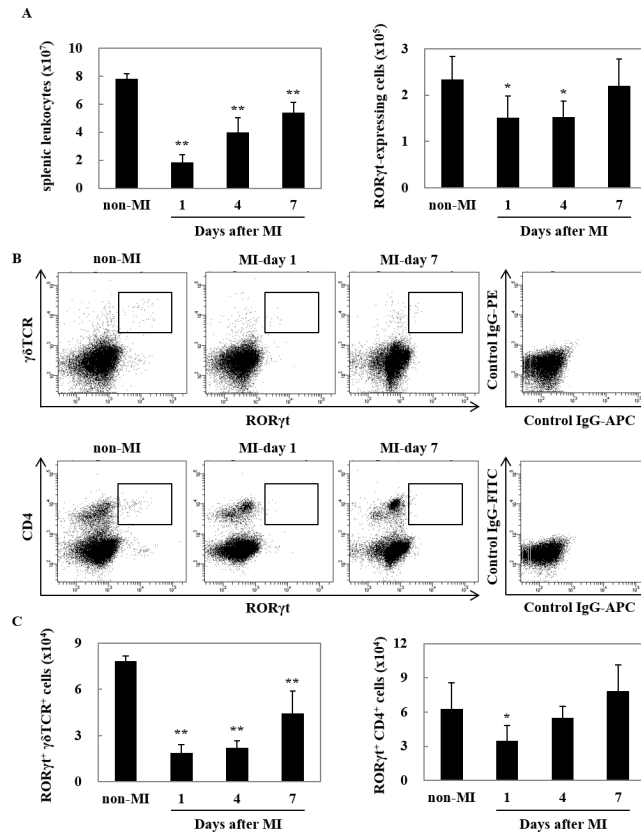 A
splenic leukocytes (x10⁷)
10
8
6
4
2
0
**
**
**
non-MI 1 4 7
Days after MI
RORγt-expressing cells (x10⁵)
3
2
1
0
*
*
non-MI 1 4 7
Days after MI
B
non-MI MI-day 1 MI-day 7
γδTCR
RORγt
Control IgG-PE
Control IgG-APC
non-MI MI-day 1 MI-day 7
CD4
RORγt
Control IgG-FITC
Control IgG-APC
C
RORγt⁺ γδTCR⁺ cells (x10⁴)
9
6
3
0
**
**
**
non-MI 1 4 7
Days after MI
RORγt⁺ CD4⁺ cells (x10⁴)
12
9
6
3
0
*
non-MI 1 4 7
Days after MI